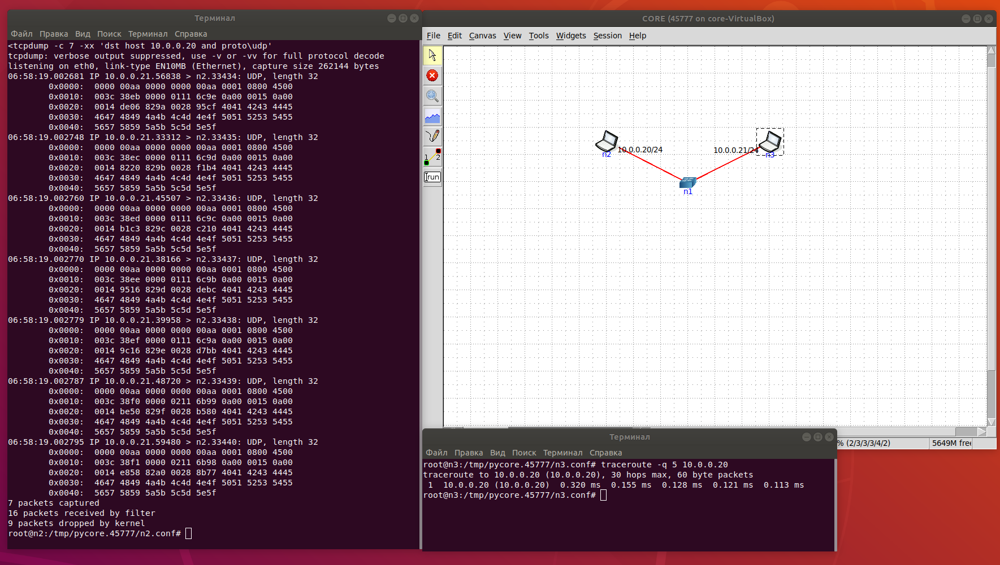 Терминал
Файл Правка Вид Поиск Терминал Справка
<tcpdump -c 7 -xx 'dst host 10.0.0.20 and proto\udp'
tcpdump: verbose output suppressed, use -v or -vv for full protocol decode
listening on eth0, link-type EN10MB (Ethernet), capture size 262144 bytes
06:58:19.002681 IP 10.0.0.21.56838 > n2.33434: UDP, length 32
0x0000:  0000 00aa 0000 0000 00aa 0001 0800 4500
0x0010:  003c 38eb 0000 0111 6c9e 0a00 0015 0a00
0x0020:  0014 de06 829a 0028 95cf 4041 4243 4445
0x0030:  4647 4849 4a4b 4c4d 4e4f 5051 5253 5455
0x0040:  5657 5859 5a5b 5c5d 5e5f
06:58:19.002748 IP 10.0.0.21.33312 > n2.33435: UDP, length 32
0x0000:  0000 00aa 0000 0000 00aa 0001 0800 4500
0x0010:  003c 38ec 0000 0111 6c9d 0a00 0015 0a00
0x0020:  0014 8220 829b 0028 f1b4 4041 4243 4445
0x0030:  4647 4849 4a4b 4c4d 4e4f 5051 5253 5455
0x0040:  5657 5859 5a5b 5c5d 5e5f
06:58:19.002760 IP 10.0.0.21.45507 > n2.33436: UDP, length 32
0x0000:  0000 00aa 0000 0000 00aa 0001 0800 4500
0x0010:  003c 38ed 0000 0111 6c9c 0a00 0015 0a00
0x0020:  0014 b1c3 829c 0028 c210 4041 4243 4445
0x0030:  4647 4849 4a4b 4c4d 4e4f 5051 5253 5455
0x0040:  5657 5859 5a5b 5c5d 5e5f
06:58:19.002770 IP 10.0.0.21.38166 > n2.33437: UDP, length 32
0x0000:  0000 00aa 0000 0000 00aa 0001 0800 4500
0x0010:  003c 38ee 0000 0111 6c9b 0a00 0015 0a00
0x0020:  0014 9516 829d 0028 debc 4041 4243 4445
0x0030:  4647 4849 4a4b 4c4d 4e4f 5051 5253 5455
0x0040:  5657 5859 5a5b 5c5d 5e5f
06:58:19.002779 IP 10.0.0.21.39958 > n2.33438: UDP, length 32
0x0000:  0000 00aa 0000 0000 00aa 0001 0800 4500
0x0010:  003c 38ef 0000 0111 6c9a 0a00 0015 0a00
0x0020:  0014 9c16 829e 0028 d7bb 4041 4243 4445
0x0030:  4647 4849 4a4b 4c4d 4e4f 5051 5253 5455
0x0040:  5657 5859 5a5b 5c5d 5e5f
06:58:19.002787 IP 10.0.0.21.48720 > n2.33439: UDP, length 32
0x0000:  0000 00aa 0000 0000 00aa 0001 0800 4500
0x0010:  003c 38f0 0000 0211 6b99 0a00 0015 0a00
0x0020:  0014 be50 829f 0028 b580 4041 4243 4445
0x0030:  4647 4849 4a4b 4c4d 4e4f 5051 5253 5455
0x0040:  5657 5859 5a5b 5c5d 5e5f
06:58:19.002795 IP 10.0.0.21.59480 > n2.33440: UDP, length 32
0x0000:  0000 00aa 0000 0000 00aa 0001 0800 4500
0x0010:  003c 38f1 0000 0211 6b98 0a00 0015 0a00
0x0020:  0014 e858 82a0 0028 8b77 4041 4243 4445
0x0030:  4647 4849 4a4b 4c4d 4e4f 5051 5253 5455
0x0040:  5657 5859 5a5b 5c5d 5e5f
7 packets captured
16 packets received by filter
9 packets dropped by kernel
root@n2:/tmp/pycore.45777/n2.conf#
CORE (45777 on core-VirtualBox)
File Edit Canvas View Tools Widgets Session Help
1 2
run
10.0.0.20/24
n2
10.0.0.21/24
n3
n1
% (2/3/3/3/4/2)
5649M free
Терминал
Файл Правка Вид Поиск Терминал Справка
root@n3:/tmp/pycore.45777/n3.conf# traceroute -q 5 10.0.0.20
traceroute to 10.0.0.20 (10.0.0.20), 30 hops max, 60 byte packets
1  10.0.0.20 (10.0.0.20)  0.320 ms  0.155 ms  0.128 ms  0.121 ms  0.113 ms
root@n3:/tmp/pycore.45777/n3.conf#